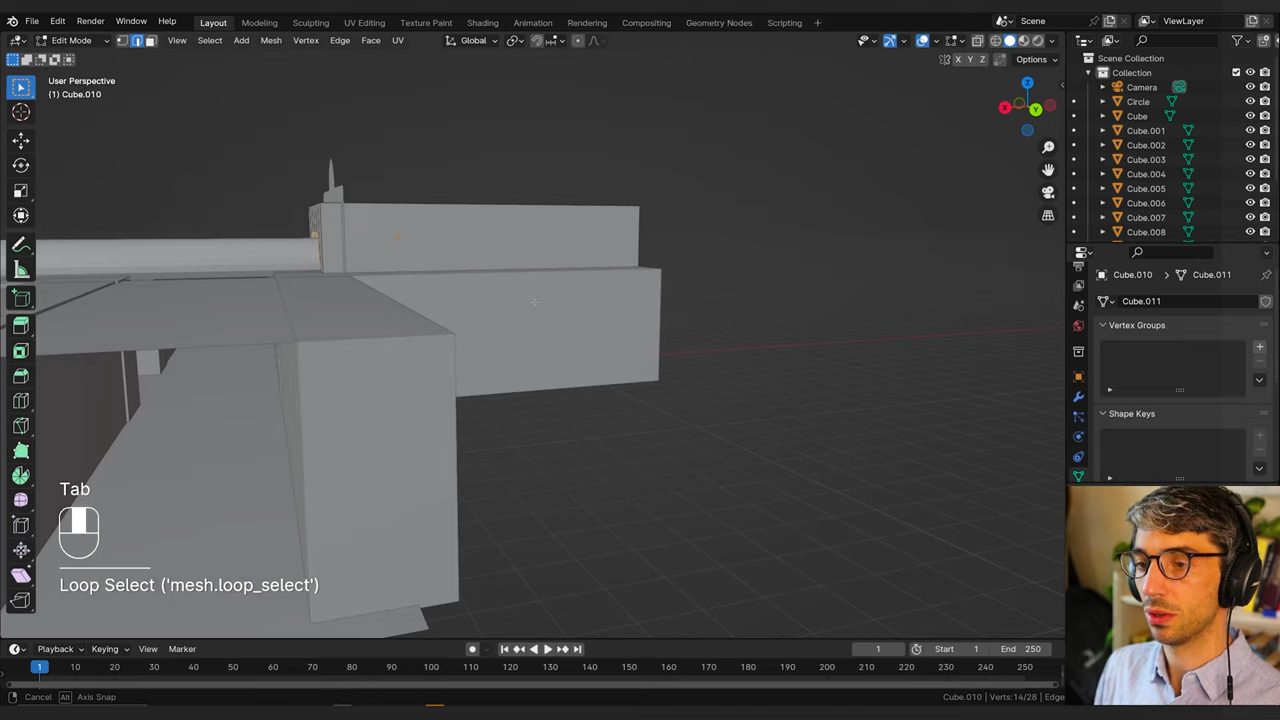 File Edit Render Window Help Layout Modeling Sculpting UV Editing Texture Paint Shading Animation Rendering Compositing Geometry Nodes Scripting + Scene ViewLayer
Edit Mode View Select Add Mesh Vertex Edge Face UV Global
X Y Z Options
User Perspective
(1) Cube.010
Z
X
Y
Scene Collection
Collection
Camera
Circle
Cube
Cube.001
Cube.002
Cube.003
Cube.004
Cube.005
Cube.006
Cube.007
Cube.008
Cube.010 Cube.011
Cube.011
Vertex Groups
Shape Keys
Tab
Loop Select ('mesh.loop_select')
Playback Keying View Marker 1 Start 1 End 250
1 10 20 30 40 50 60 70 80 90 100 110 120 130 140 150 160 170 180 190 200 210 220 230 240 250
Cancel Alt Axis Snap Cube.010 | Verts:14/28 | Edge